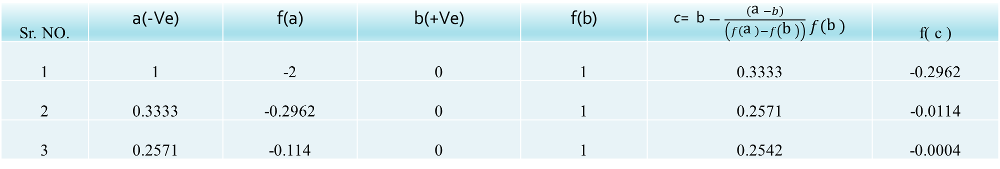 Sr. NO. a(-Ve) f(a) b(+Ve) f(b) c= b − (a −b) / (f(a)−f(b)) f(b) f( c )
1 1 -2 0 1 0.3333 -0.2962
2 0.3333 -0.2962 0 1 0.2571 -0.0114
3 0.2571 -0.114 0 1 0.2542 -0.0004